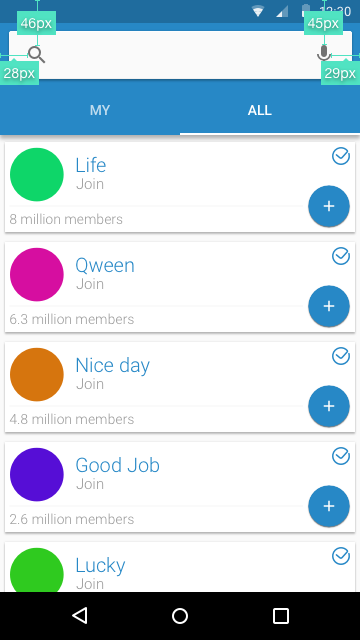 46px
45px
28px
29px
MY
ALL
Life
Join
8 million members
Qween
Join
6.3 million members
Nice day
Join
4.8 million members
Good Job
Join
2.6 million members
Lucky
Join